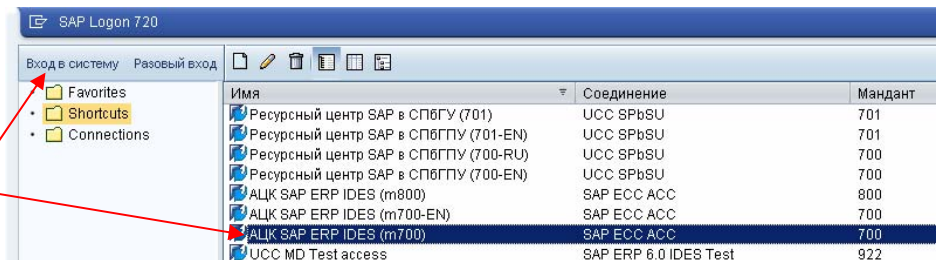 SAP Logon 720
Вход в систему Разовый вход
Favorites
Shortcuts
Connections
Имя Соединение Мандант
Ресурсный центр SAP в СПбГУ (701) UCC SPbSU 701
Ресурсный центр SAP в СПбГПУ (701-EN) UCC SPbSU 701
Ресурсный центр SAP в СПбГПУ (700-RU) UCC SPbSU 700
Ресурсный центр SAP в СПбГПУ (700-EN) UCC SPbSU 700
АЦК SAP ERP IDES (m800) SAP ECC ACC 800
АЦК SAP ERP IDES (m700-EN) SAP ECC ACC 700
АЦК SAP ERP IDES (m700) SAP ECC ACC 700
UCC MD Test access SAP ERP 6.0 IDES Test 922